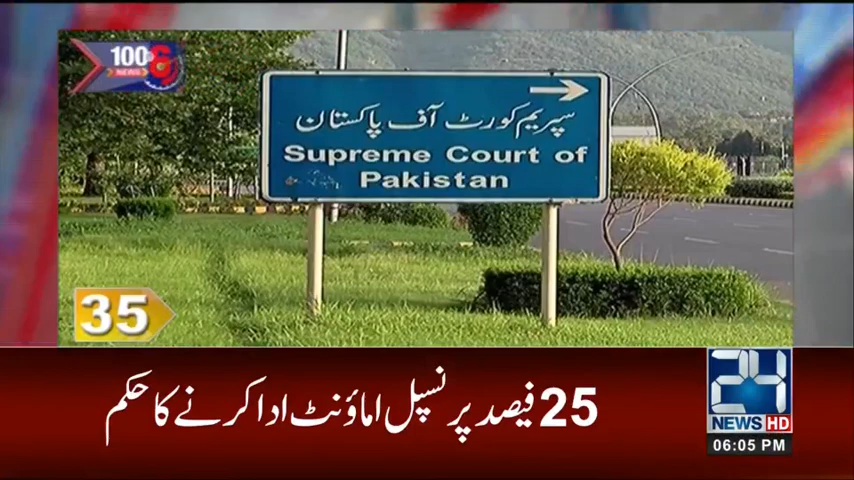 100
NEWS
6
سپریم کورٹ آف پاکستان
Supreme Court of
Pakistan
35
25 فیصد پرنسپل اماؤنٹ ادا کرنے کا حکم
24
NEWS HD
06:05 PM